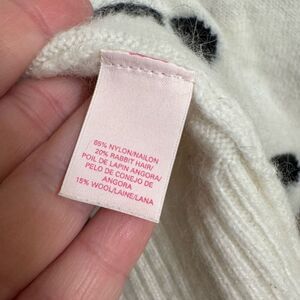 65% NYLON/NAILON
20% RABBIT HAIR/
POIL DE LAPIN ANGORA/
PELO DE CONEJO DE
ANGORA
15% WOOL/LAINE/LANA